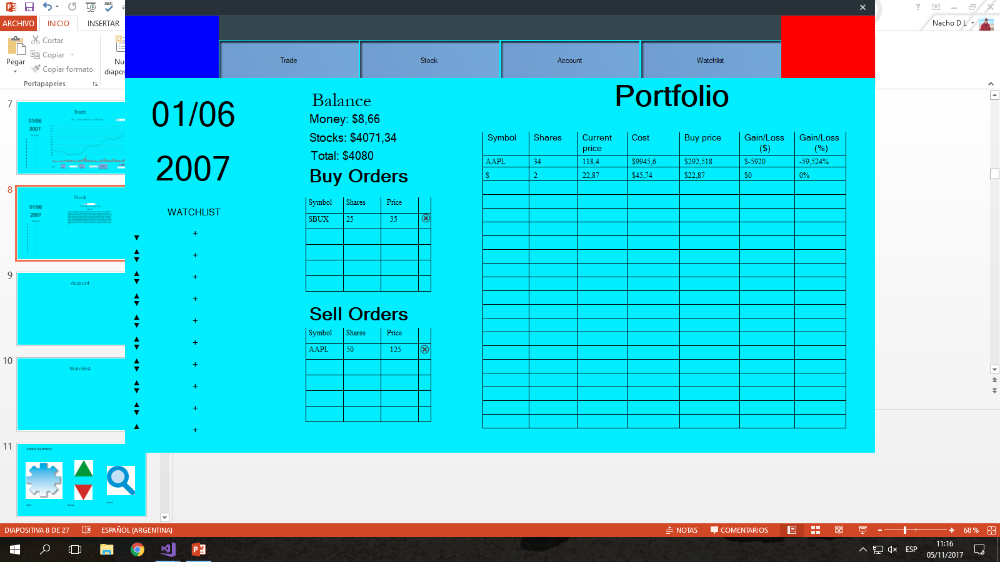 ABC
ARCHIVO
INICIO
INSERTAR
?
Nacho D L
Pegar
Cortar
Copiar
Copiar formato
Nu
diapos
Portapapeles
7
Trade
01/06
2007
8
Stock
01/06
2007
9
Account
10
Watchlist
11
Adobe Illustrator:
Trade
Stock
Account
Watchlist
01/06
2007
WATCHLIST
+
+
+
+
+
+
+
+
+
+
Balance
Money: $8,66
Stocks: $4071,34
Total: $4080
Buy Orders
Symbol Shares Price
SBUX 25 35
Sell Orders
Symbol Shares Price
AAPL 50 125
Portfolio
Symbol Shares Current price Cost Buy price Gain/Loss ($) Gain/Loss (%)
AAPL 34 118,4 $9945,6 $292,518 $-5920 -59,524%
S 2 22,87 $45,74 $22,87 $0 0%
DIAPOSITIVA 8 DE 27
ESPAÑOL (ARGENTINA)
NOTAS
COMENTARIOS
68 %
ESP
11:16
05/11/2017